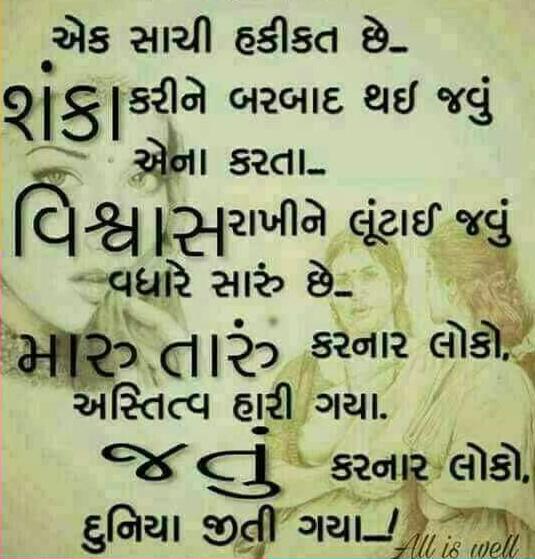 એક સાચી હકીકત છે_
શંકા કરીને બરબાદ થઈ જવું
એના કરતા_
વિશ્વાસ રાખીને લૂંટાઈ જવું
વધારે સારું છે_
મારુ તારું કરનાર લોકો,
અસ્તિત્વ હારી ગયા.
જતું કરનાર લોકો,
દુનિયા જીતી ગયા_!
All is well